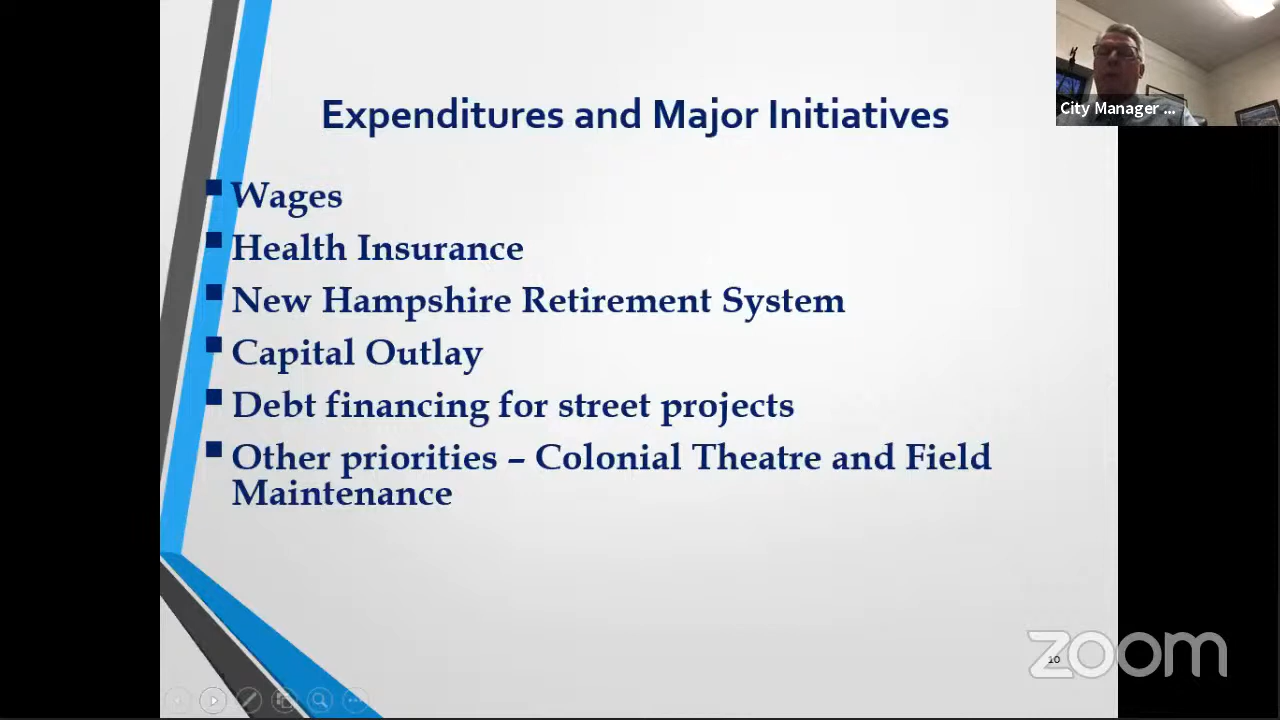 Expenditures and Major Initiatives
City Manager ...
Wages
Health Insurance
New Hampshire Retirement System
Capital Outlay
Debt financing for street projects
Other priorities – Colonial Theatre and Field
Maintenance
10
zoom